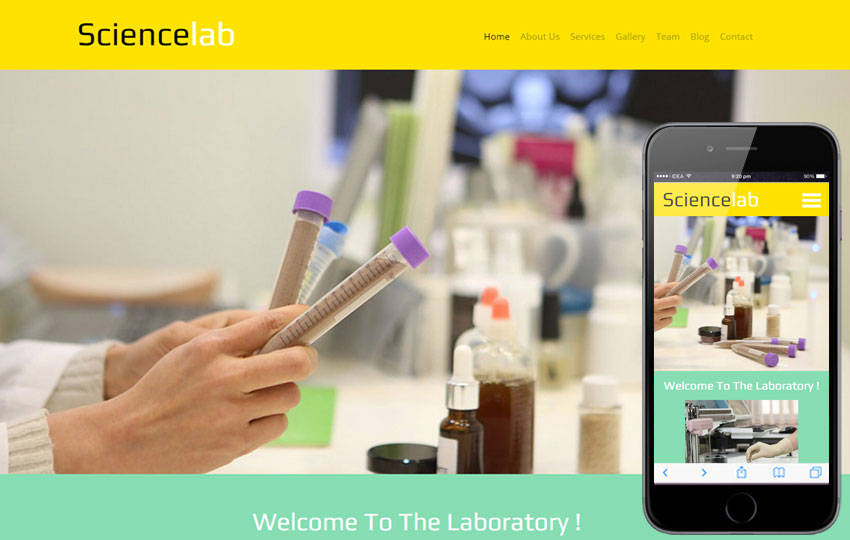 Sciencelab
Home About Us Services Gallery Team Blog Contact
IDEA 9:20 pm 90%
Sciencelab
Welcome To The Laboratory !
Welcome To The Laboratory !